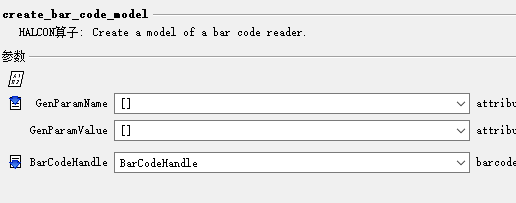 create_bar_code_model
HALCON算子: Create a model of a bar code reader.
参数
GenParamName [] attribu
GenParamValue [] attribu
BarCodeHandle BarCodeHandle barcode